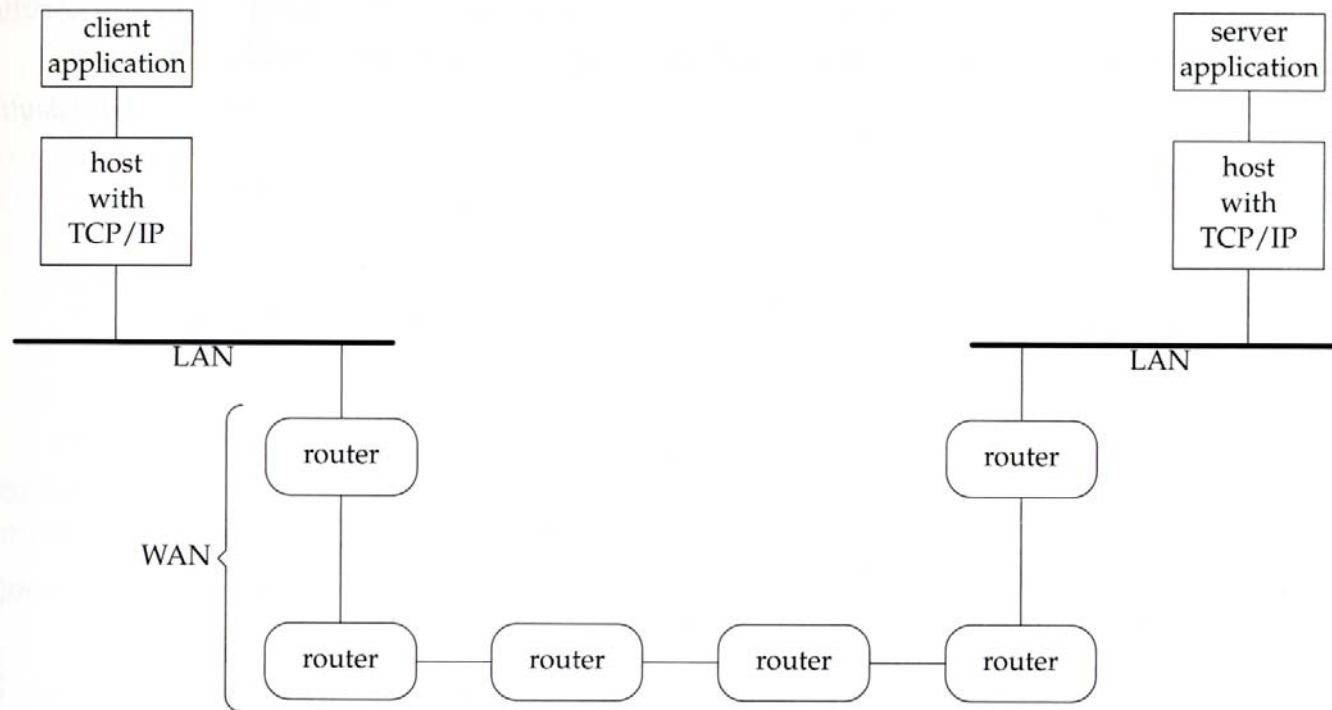 client
application
server
application
host
with
TCP/IP
host
with
TCP/IP
LAN
LAN
router
router
WAN
router
router
router
router